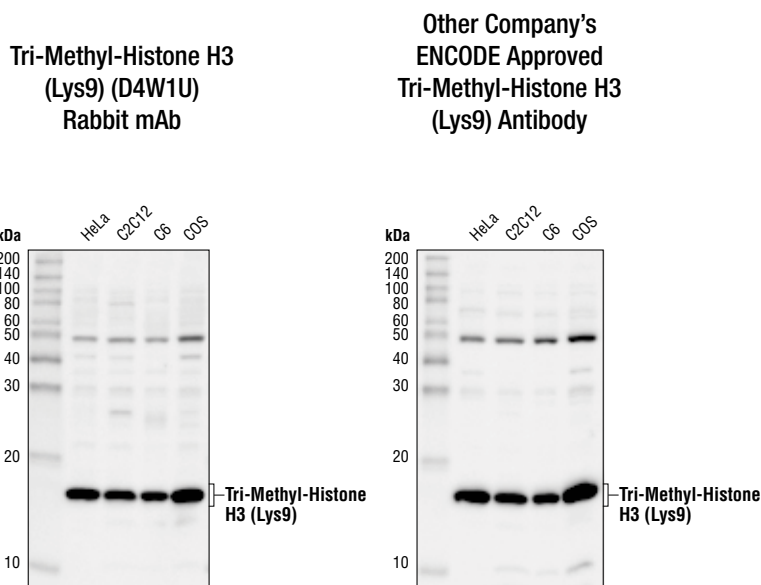 Tri-Methyl-Histone H3
(Lys9) (D4W1U)
Rabbit mAb
Other Company's
ENCODE Approved
Tri-Methyl-Histone H3
(Lys9) Antibody
kDa
HeLa
C2C12
C6
COS
200
140
100
80
60
50
40
30
20
10
Tri-Methyl-Histone
H3 (Lys9)
kDa
HeLa
C2C12
C6
COS
200
140
100
80
60
50
40
30
20
10
Tri-Methyl-Histone
H3 (Lys9)